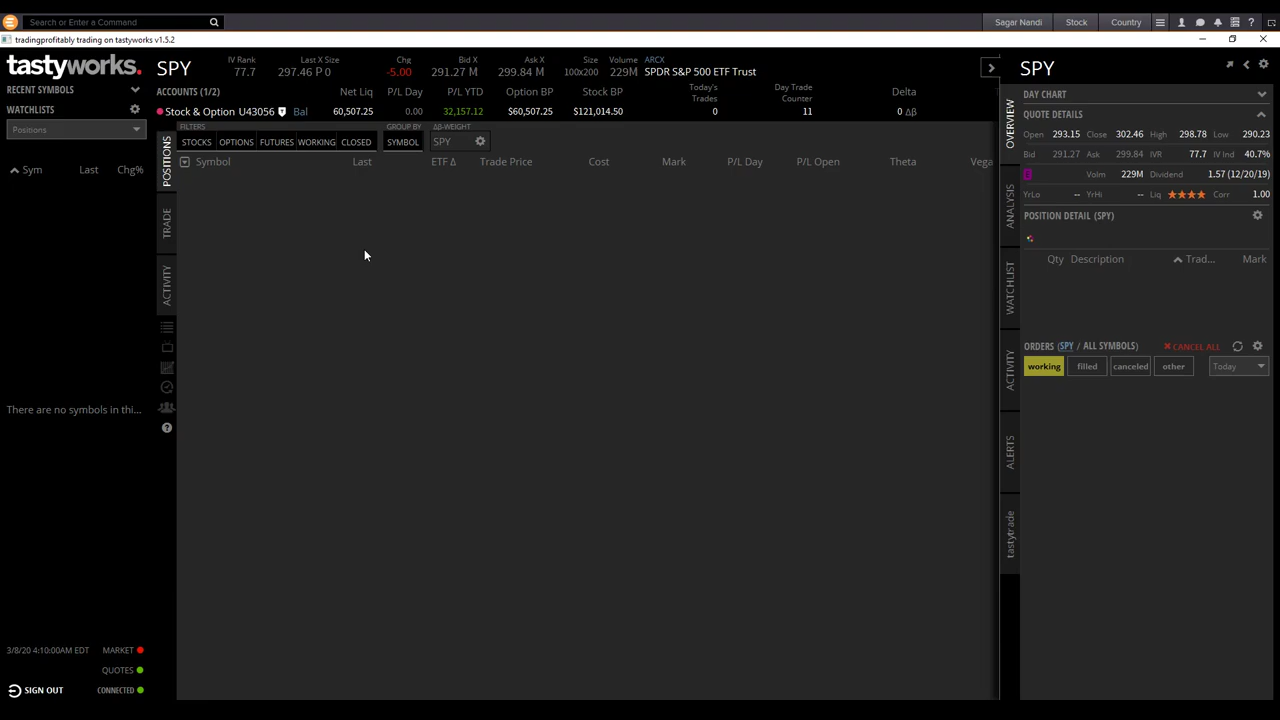 Search or Enter a Command
Sagar Nandi Stock Country
tradingprofitably trading on tastyworks v1.5.2
tastyworks.
RECENT SYMBOLS
WATCHLISTS
Positions
Sym Last Chg%
There are no symbols in thi...
3/8/20 4:10:00AM EDT MARKET
QUOTES
SIGN OUT CONNECTED
SPY IV Rank 77.7 Last X Size 297.46 P 0 Chg -5.00 Bid X 291.27 M Ask X 299.84 M Size 100x200 Volume 229M ARCX SPDR S&P 500 ETF Trust
ACCOUNTS (1/2) Net Liq P/L Day P/L YTD Option BP Stock BP Today's Trades Day Trade Counter Delta
Stock & Option U43056 Bal 60,507.25 0.00 32,157.12 $60,507.25 $121,014.50 0 11 0 Δβ
FILTERS GROUP BY Δβ-WEIGHT
STOCKS OPTIONS FUTURES WORKING CLOSED SYMBOL SPY
Symbol Last ETF Δ Trade Price Cost Mark P/L Day P/L Open Theta Vega
POSITIONS
TRADE
ACTIVITY
OVERVIEW
ANALYSIS
WATCHLIST
ACTIVITY
ALERTS
tastytrade
SPY
DAY CHART
QUOTE DETAILS
Open 293.15 Close 302.46 High 298.78 Low 290.23
Bid 291.27 Ask 299.84 IVR 77.7 IV Ind 40.7%
E Volm 229M Dividend 1.57 (12/20/19)
YrLo -- YrHi -- Liq ★★★★ Corr 1.00
POSITION DETAIL (SPY)
Qty Description Trad... Mark
ORDERS (SPY / ALL SYMBOLS) CANCEL ALL
working filled canceled other Today